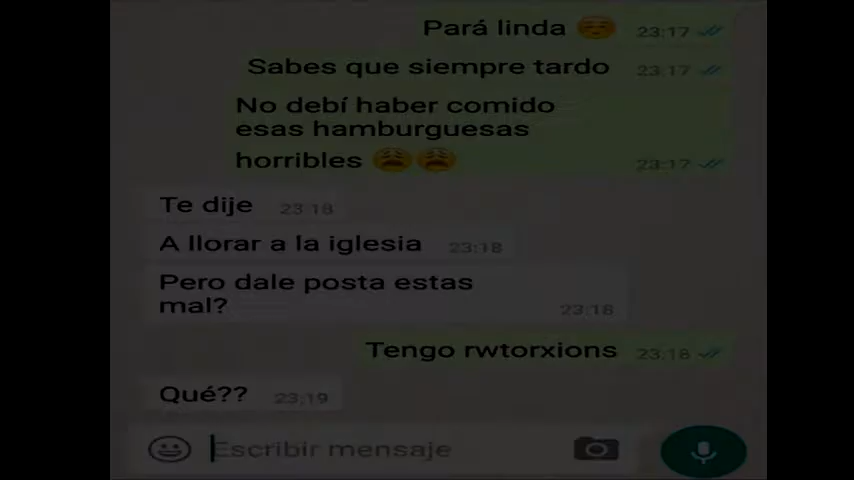 Pará linda ☺️ 23:17
Sabes que siempre tardo 23:17
No debí haber comido
esas hamburguesas
horribles 😩😩 23:17
Te dije 23:18
A llorar a la iglesia 23:18
Pero dale posta estas
mal? 23:18
Tengo rwtorxions 23:18
Qué?? 23:19
Escribir mensaje